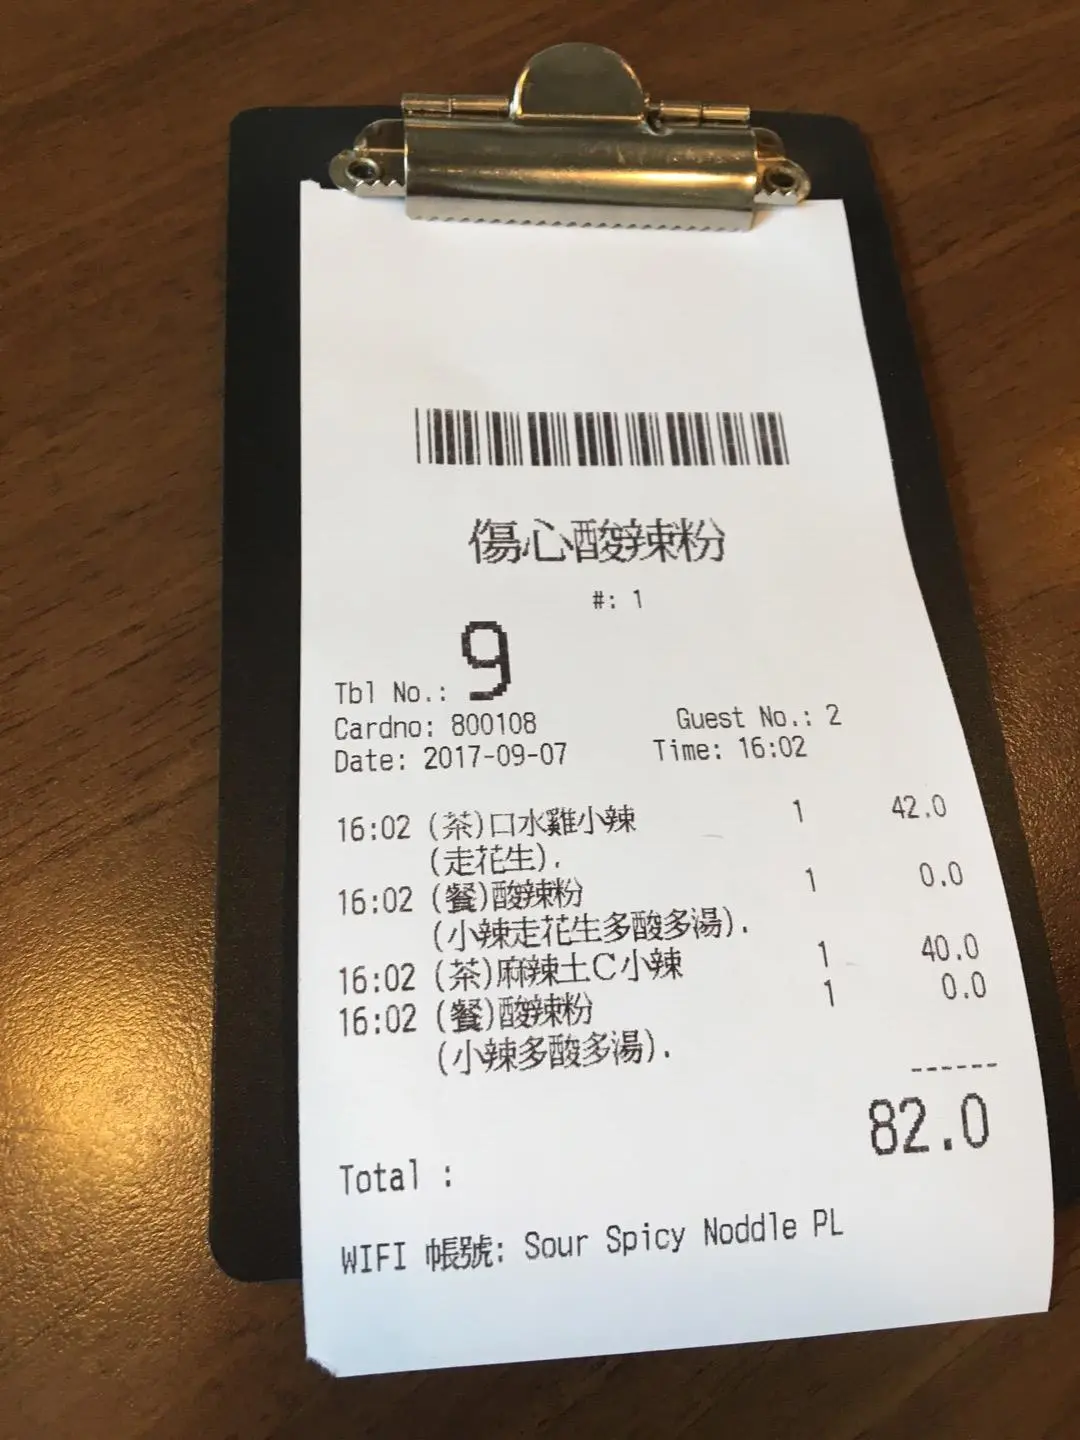 傷心酸辣粉
#: 1
Tbl No.: 9
Cardno: 800108 Guest No.: 2
Date: 2017-09-07 Time: 16:02
16:02 (茶)口水雞小辣 1 42.0
(走花生).
16:02 (餐)酸辣粉 1 0.0
(小辣走花生多酸多湯).
16:02 (茶)麻辣土C小辣 1 40.0
16:02 (餐)酸辣粉 1 0.0
(小辣多酸多湯).
------
Total : 82.0
WIFI 帳號: Sour Spicy Noddle PL